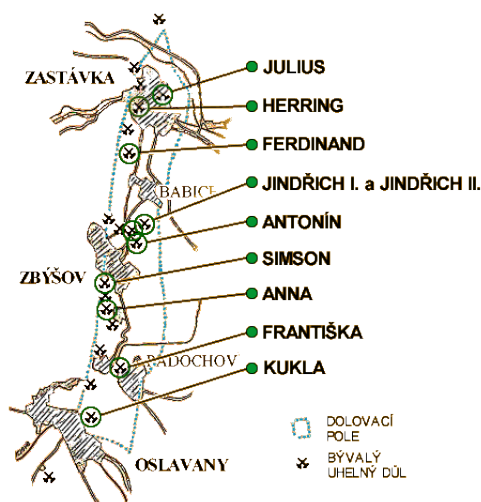 JULIUS
ZASTÁVKA
HERRING
FERDINAND
JINDŘICH I. a JINDŘICH II.
BABICE
ANTONÍN
SIMSON
ZBÝŠOV
ANNA
FRANTIŠKA
PADOCHOV
KUKLA
DOLOVACÍ
POLE
OSLAVANY
BÝVALÝ
UHELNÝ DŮL